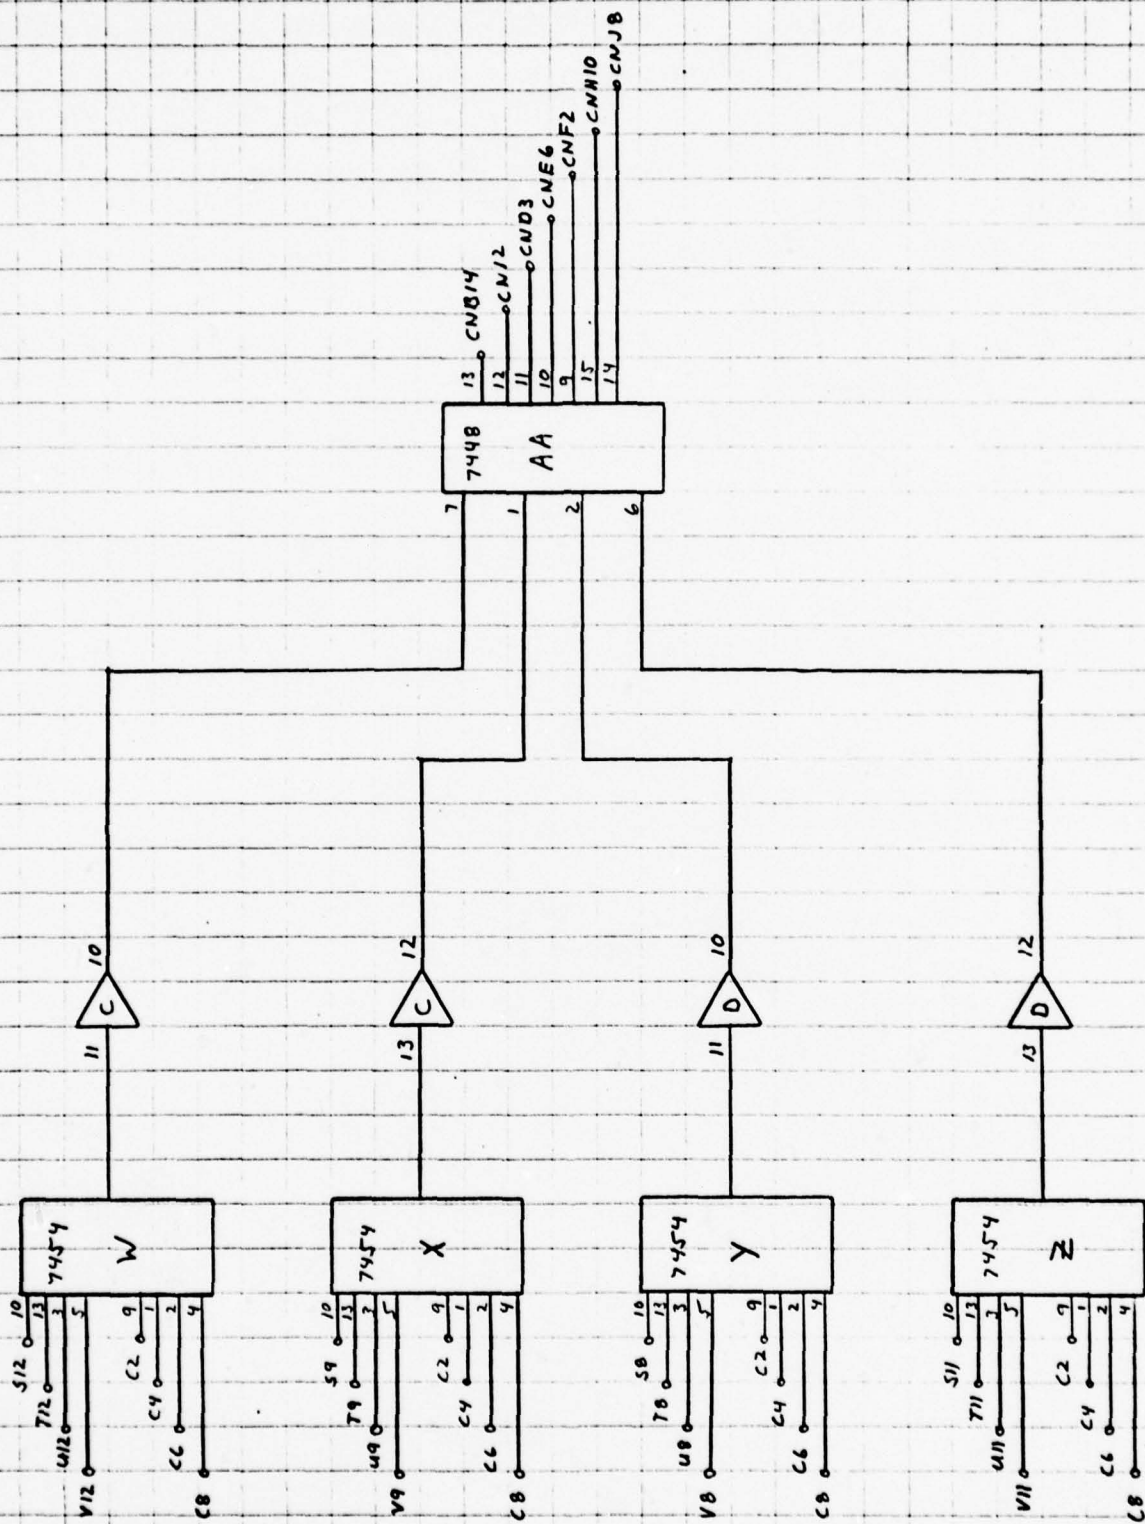 CNB14
CN12
CND3
CNE6
CNF2
CNH10
CNJ8
13
12
11
10
9
15
14
7448
AA
7
1
2
6
10
12
10
12
C
C
D
D
11
13
11
13
7454
W
7454
X
7454
Y
7454
Z
10
13
3
5
9
1
2
4
10
13
3
5
9
1
2
4
10
13
3
5
9
1
2
4
10
13
3
5
9
1
2
4
S12
T12
U12
V12
C2
C4
C6
C8
S9
T9
U9
V9
C2
C4
C6
C8
S8
T8
U8
V8
C2
C4
C6
C8
S11
T11
U11
V11
C2
C4
C6
C8